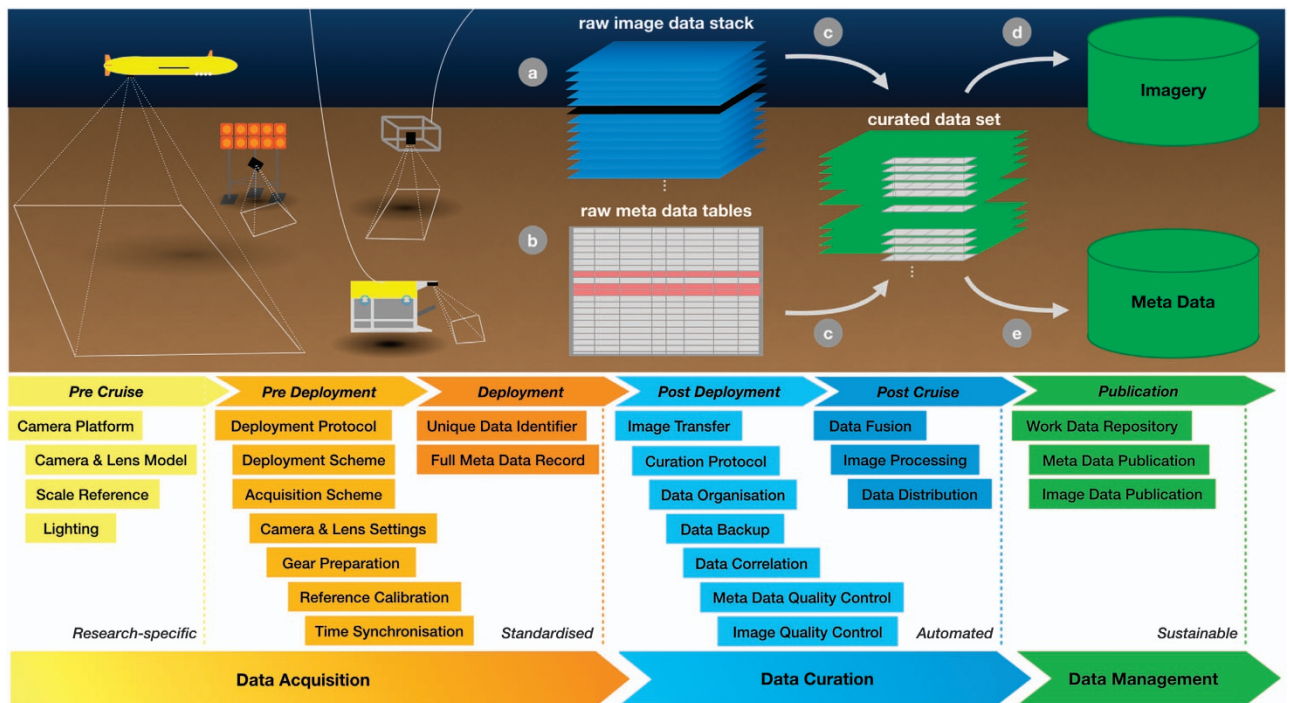 raw image data stack
a
c
d
Imagery
curated data set
raw meta data tables
b
c
e
Meta Data
Pre Cruise
Pre Deployment
Deployment
Post Deployment
Post Cruise
Publication
Camera Platform
Camera & Lens Model
Scale Reference
Lighting
Research-specific
Deployment Protocol
Deployment Scheme
Acquisition Scheme
Camera & Lens Settings
Gear Preparation
Reference Calibration
Time Synchronisation
Unique Data Identifier
Full Meta Data Record
Standardised
Image Transfer
Curation Protocol
Data Organisation
Data Backup
Data Correlation
Meta Data Quality Control
Image Quality Control
Data Fusion
Image Processing
Data Distribution
Automated
Work Data Repository
Meta Data Publication
Image Data Publication
Sustainable
Data Acquisition
Data Curation
Data Management